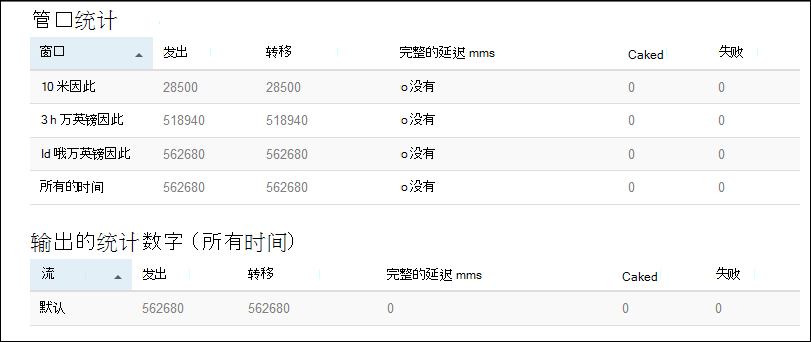 管口统计
窗口 发出 转移 完整的延迟 mms Caked 失败
10 米因此 28500 28500 o 没有 0 0
3 h 万英镑因此 518940 518940 o 没有 0 0
Id 哦万英镑因此 562680 562680 o 没有 0 0
所有的时间 562680 562680 o 没有 0 0
输出的统计数字 (所有时间)
流 发出 转移 完整的延迟 mms Caked 失败
默认 562680 562680 0 0 0